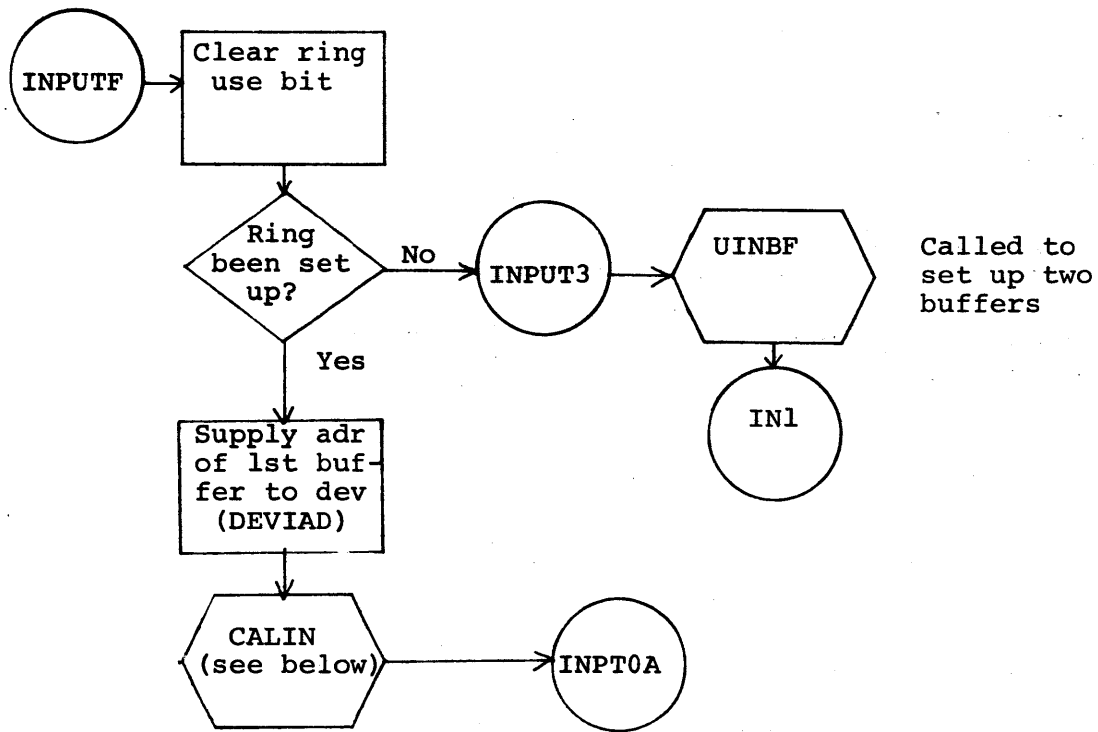 INPUTF
Clear ring
use bit
Ring
been set
up?
No
INPUT3
UINBF
Called to
set up two
buffers
Yes
IN1
Supply adr
of 1st buf-
fer to dev
(DEVIAD)
CALIN
(see below)
INPT0A